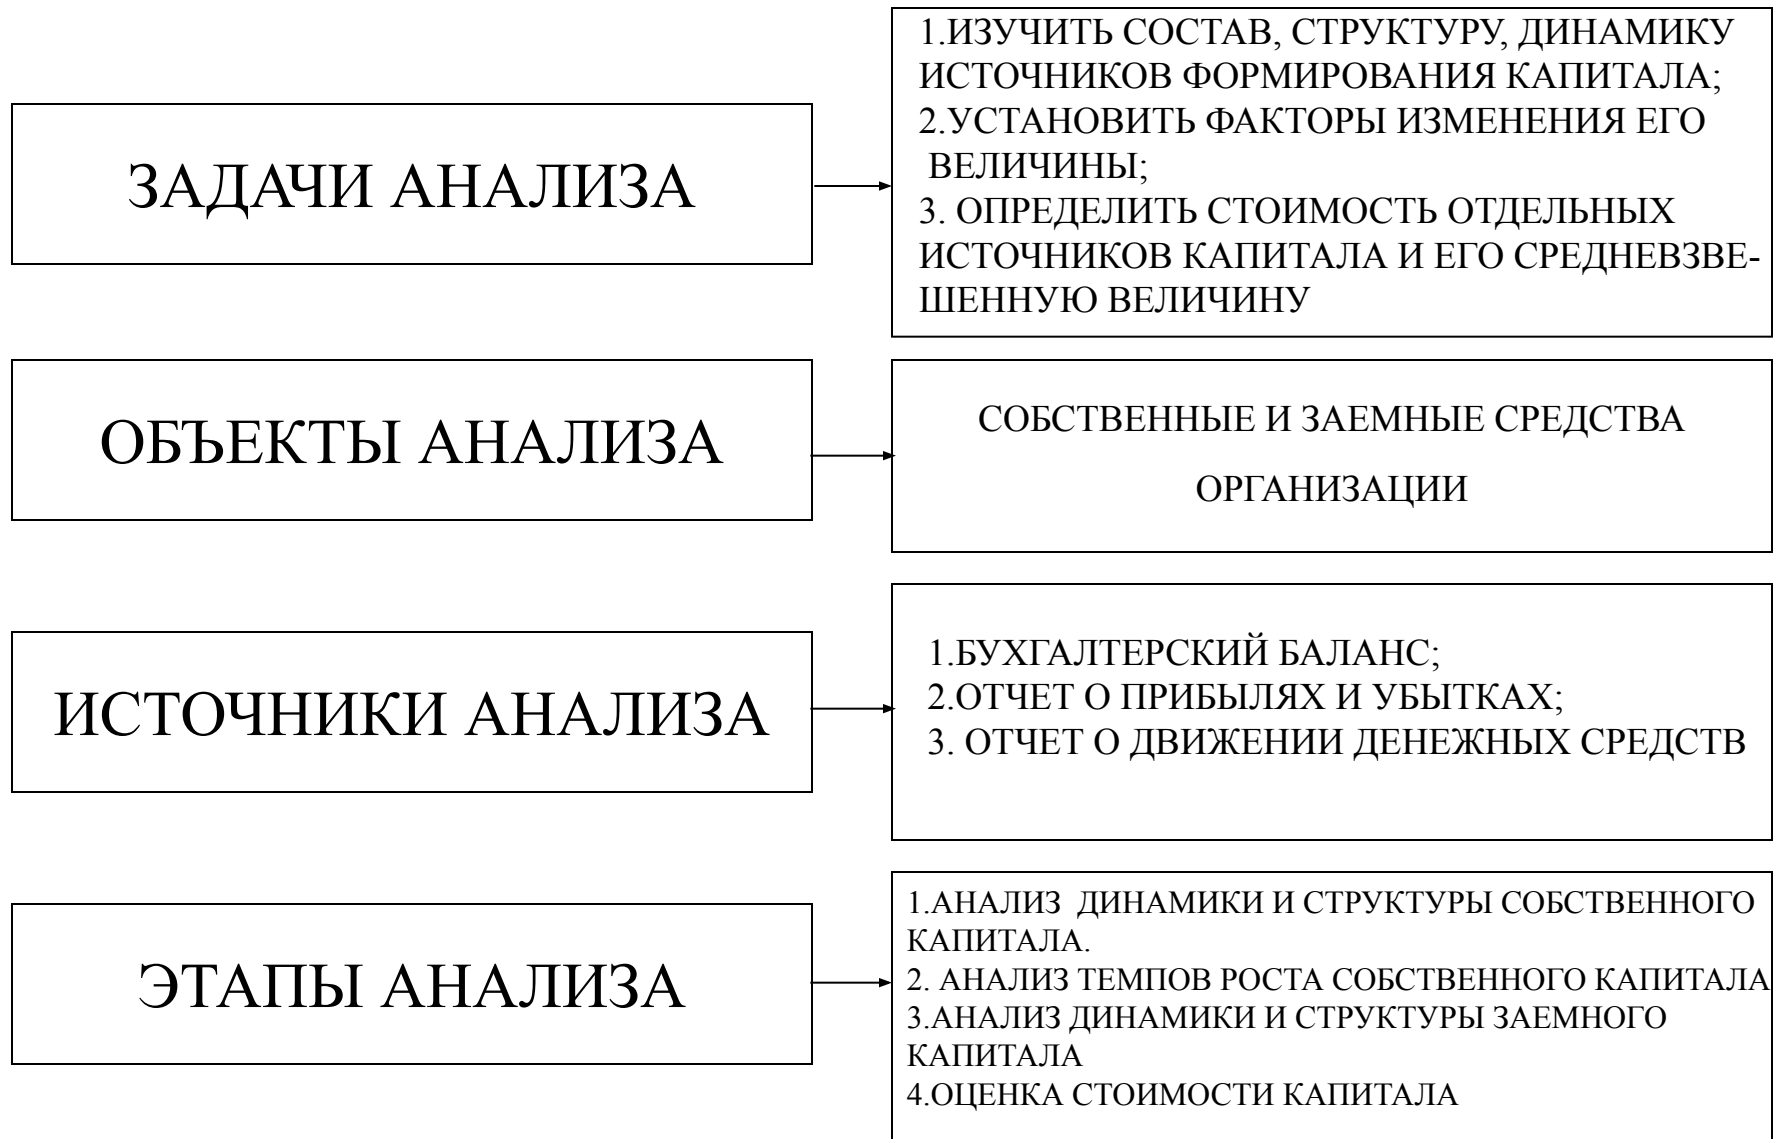 ЗАДАЧИ АНАЛИЗА
1.ИЗУЧИТЬ СОСТАВ, СТРУКТУРУ, ДИНАМИКУ
ИСТОЧНИКОВ ФОРМИРОВАНИЯ КАПИТАЛА;
2.УСТАНОВИТЬ ФАКТОРЫ ИЗМЕНЕНИЯ ЕГО
ВЕЛИЧИНЫ;
3. ОПРЕДЕЛИТЬ СТОИМОСТЬ ОТДЕЛЬНЫХ
ИСТОЧНИКОВ КАПИТАЛА И ЕГО СРЕДНЕВЗВЕ-
ШЕННУЮ ВЕЛИЧИНУ
ОБЪЕКТЫ АНАЛИЗА
СОБСТВЕННЫЕ И ЗАЕМНЫЕ СРЕДСТВА
ОРГАНИЗАЦИИ
ИСТОЧНИКИ АНАЛИЗА
1.БУХГАЛТЕРСКИЙ БАЛАНС;
2.ОТЧЕТ О ПРИБЫЛЯХ И УБЫТКАХ;
3. ОТЧЕТ О ДВИЖЕНИИ ДЕНЕЖНЫХ СРЕДСТВ
ЭТАПЫ АНАЛИЗА
1.АНАЛИЗ ДИНАМИКИ И СТРУКТУРЫ СОБСТВЕННОГО
КАПИТАЛА.
2. АНАЛИЗ ТЕМПОВ РОСТА СОБСТВЕННОГО КАПИТАЛА
3.АНАЛИЗ ДИНАМИКИ И СТРУКТУРЫ ЗАЕМНОГО
КАПИТАЛА
4.ОЦЕНКА СТОИМОСТИ КАПИТАЛА